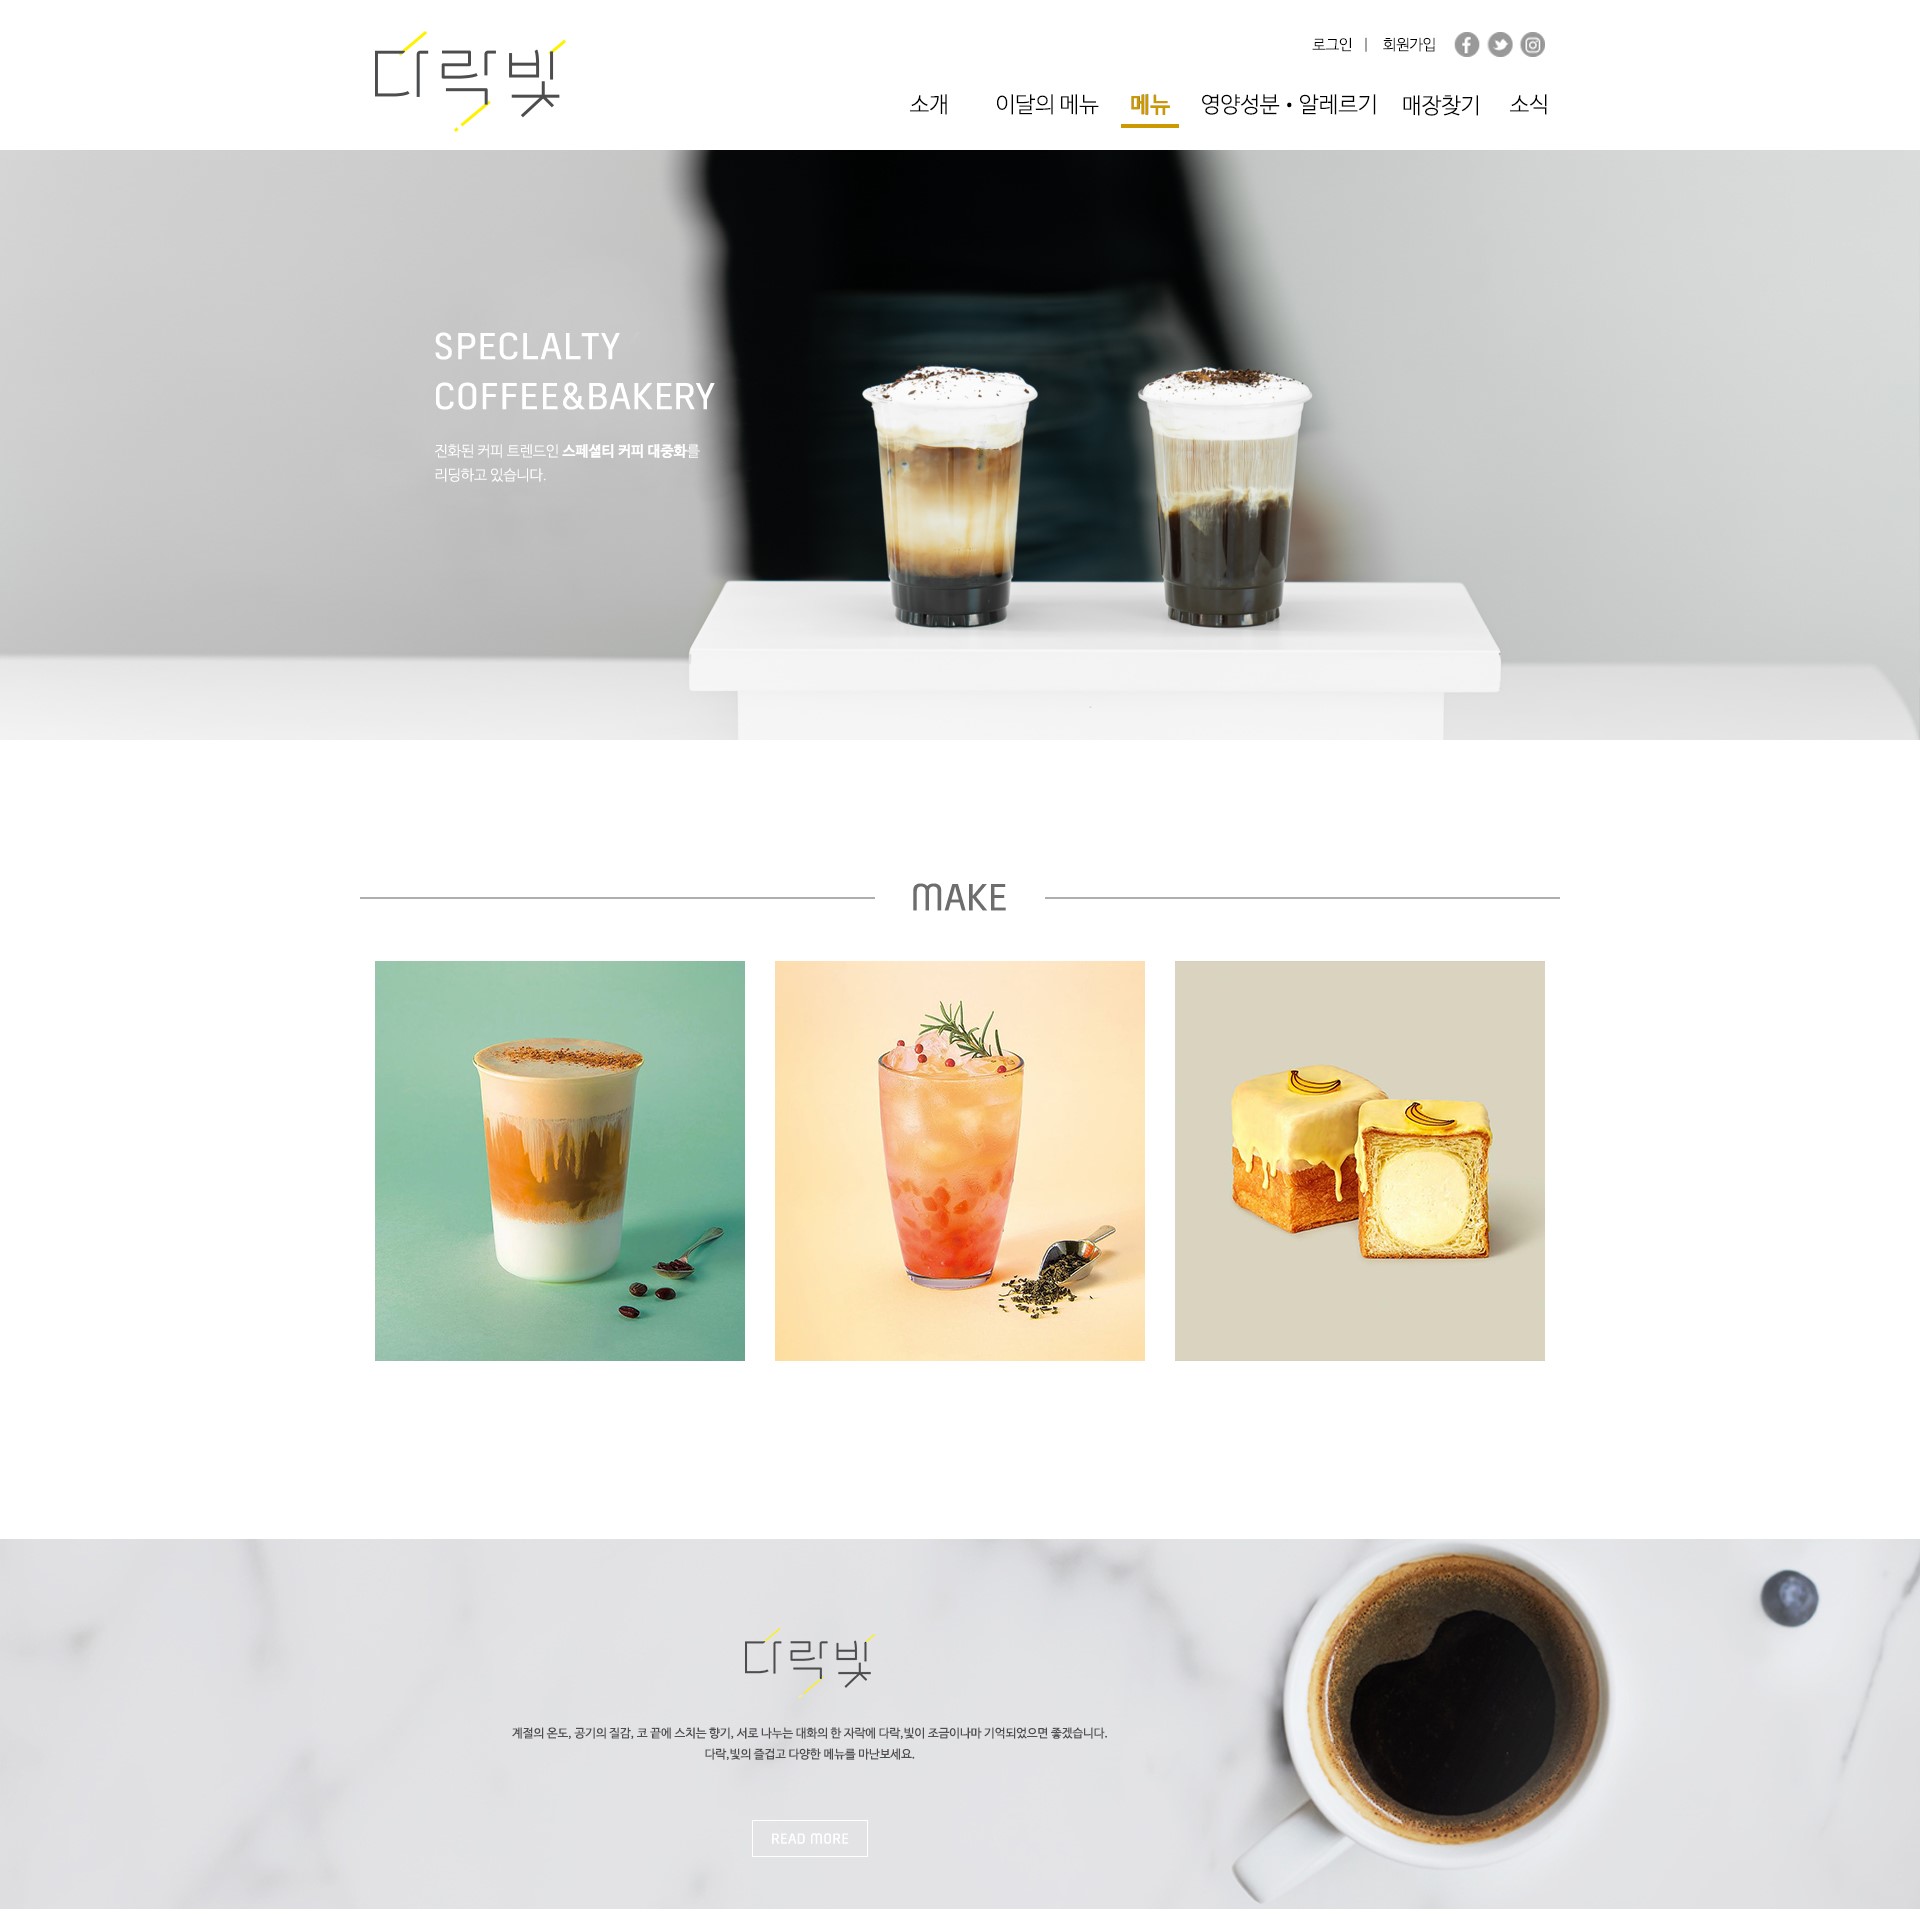 다락빛
로그인 | 회원가입
소개 이달의 메뉴 메뉴 영양성분 • 알레르기 매장찾기 소식
SPECLALTY
COFFEE&BAKERY
진화된 커피 트렌드인 스페셜티 커피 대중화를
리딩하고 있습니다.
MAKE
다락빛
계절의 온도, 공기의 질감, 코 끝에 스치는 향기, 서로 나누는 대화의 한 자락에 다락,빛이 조금이나마 기억되었으면 좋겠습니다.
다락,빛의 즐겁고 다양한 메뉴를 만나보세요.
READ MORE